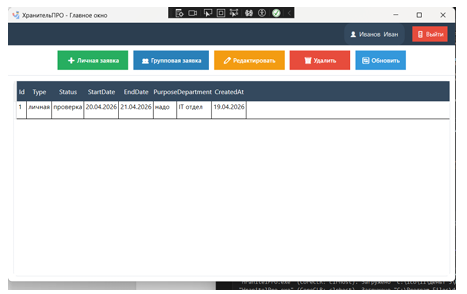 ХранительПРО - Главное окно
Иванов Иван
Выйти
Личная заявка
Групповая заявка
Редактировать
Удалить
Обновить
Id Type Status StartDate EndDate Purpose Department CreatedAt
1 личная проверка 20.04.2026 21.04.2026 надо IT отдел 19.04.2026